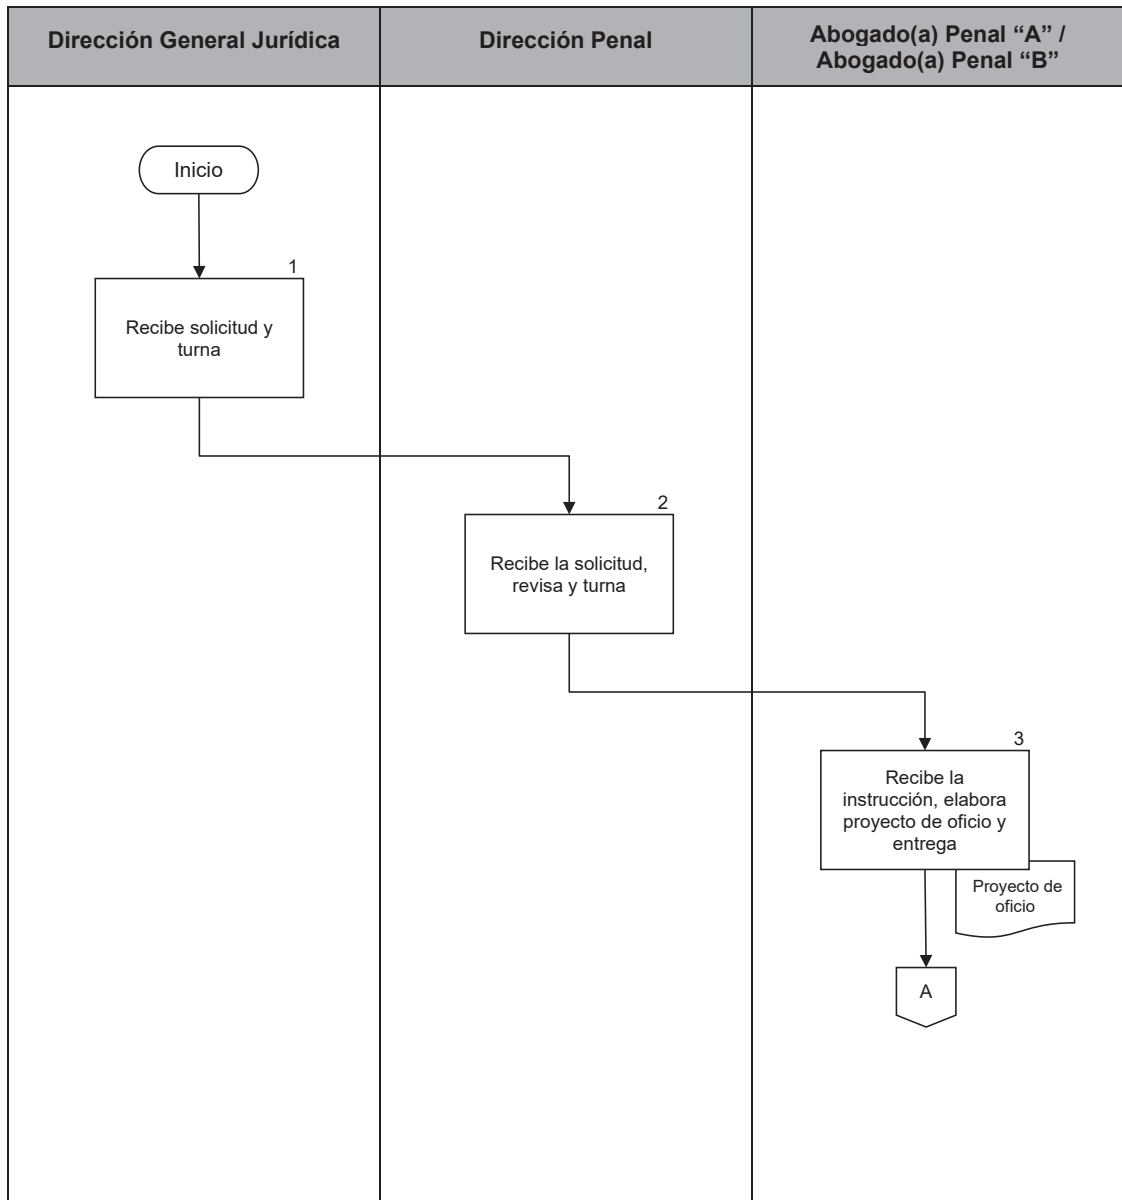 Dirección General Jurídica
Dirección Penal
Abogado(a) Penal “A” /
Abogado(a) Penal “B”
Inicio
1
Recibe solicitud y
turna
2
Recibe la solicitud,
revisa y turna
3
Recibe la
instrucción, elabora
proyecto de oficio y
entrega
Proyecto de
oficio
A